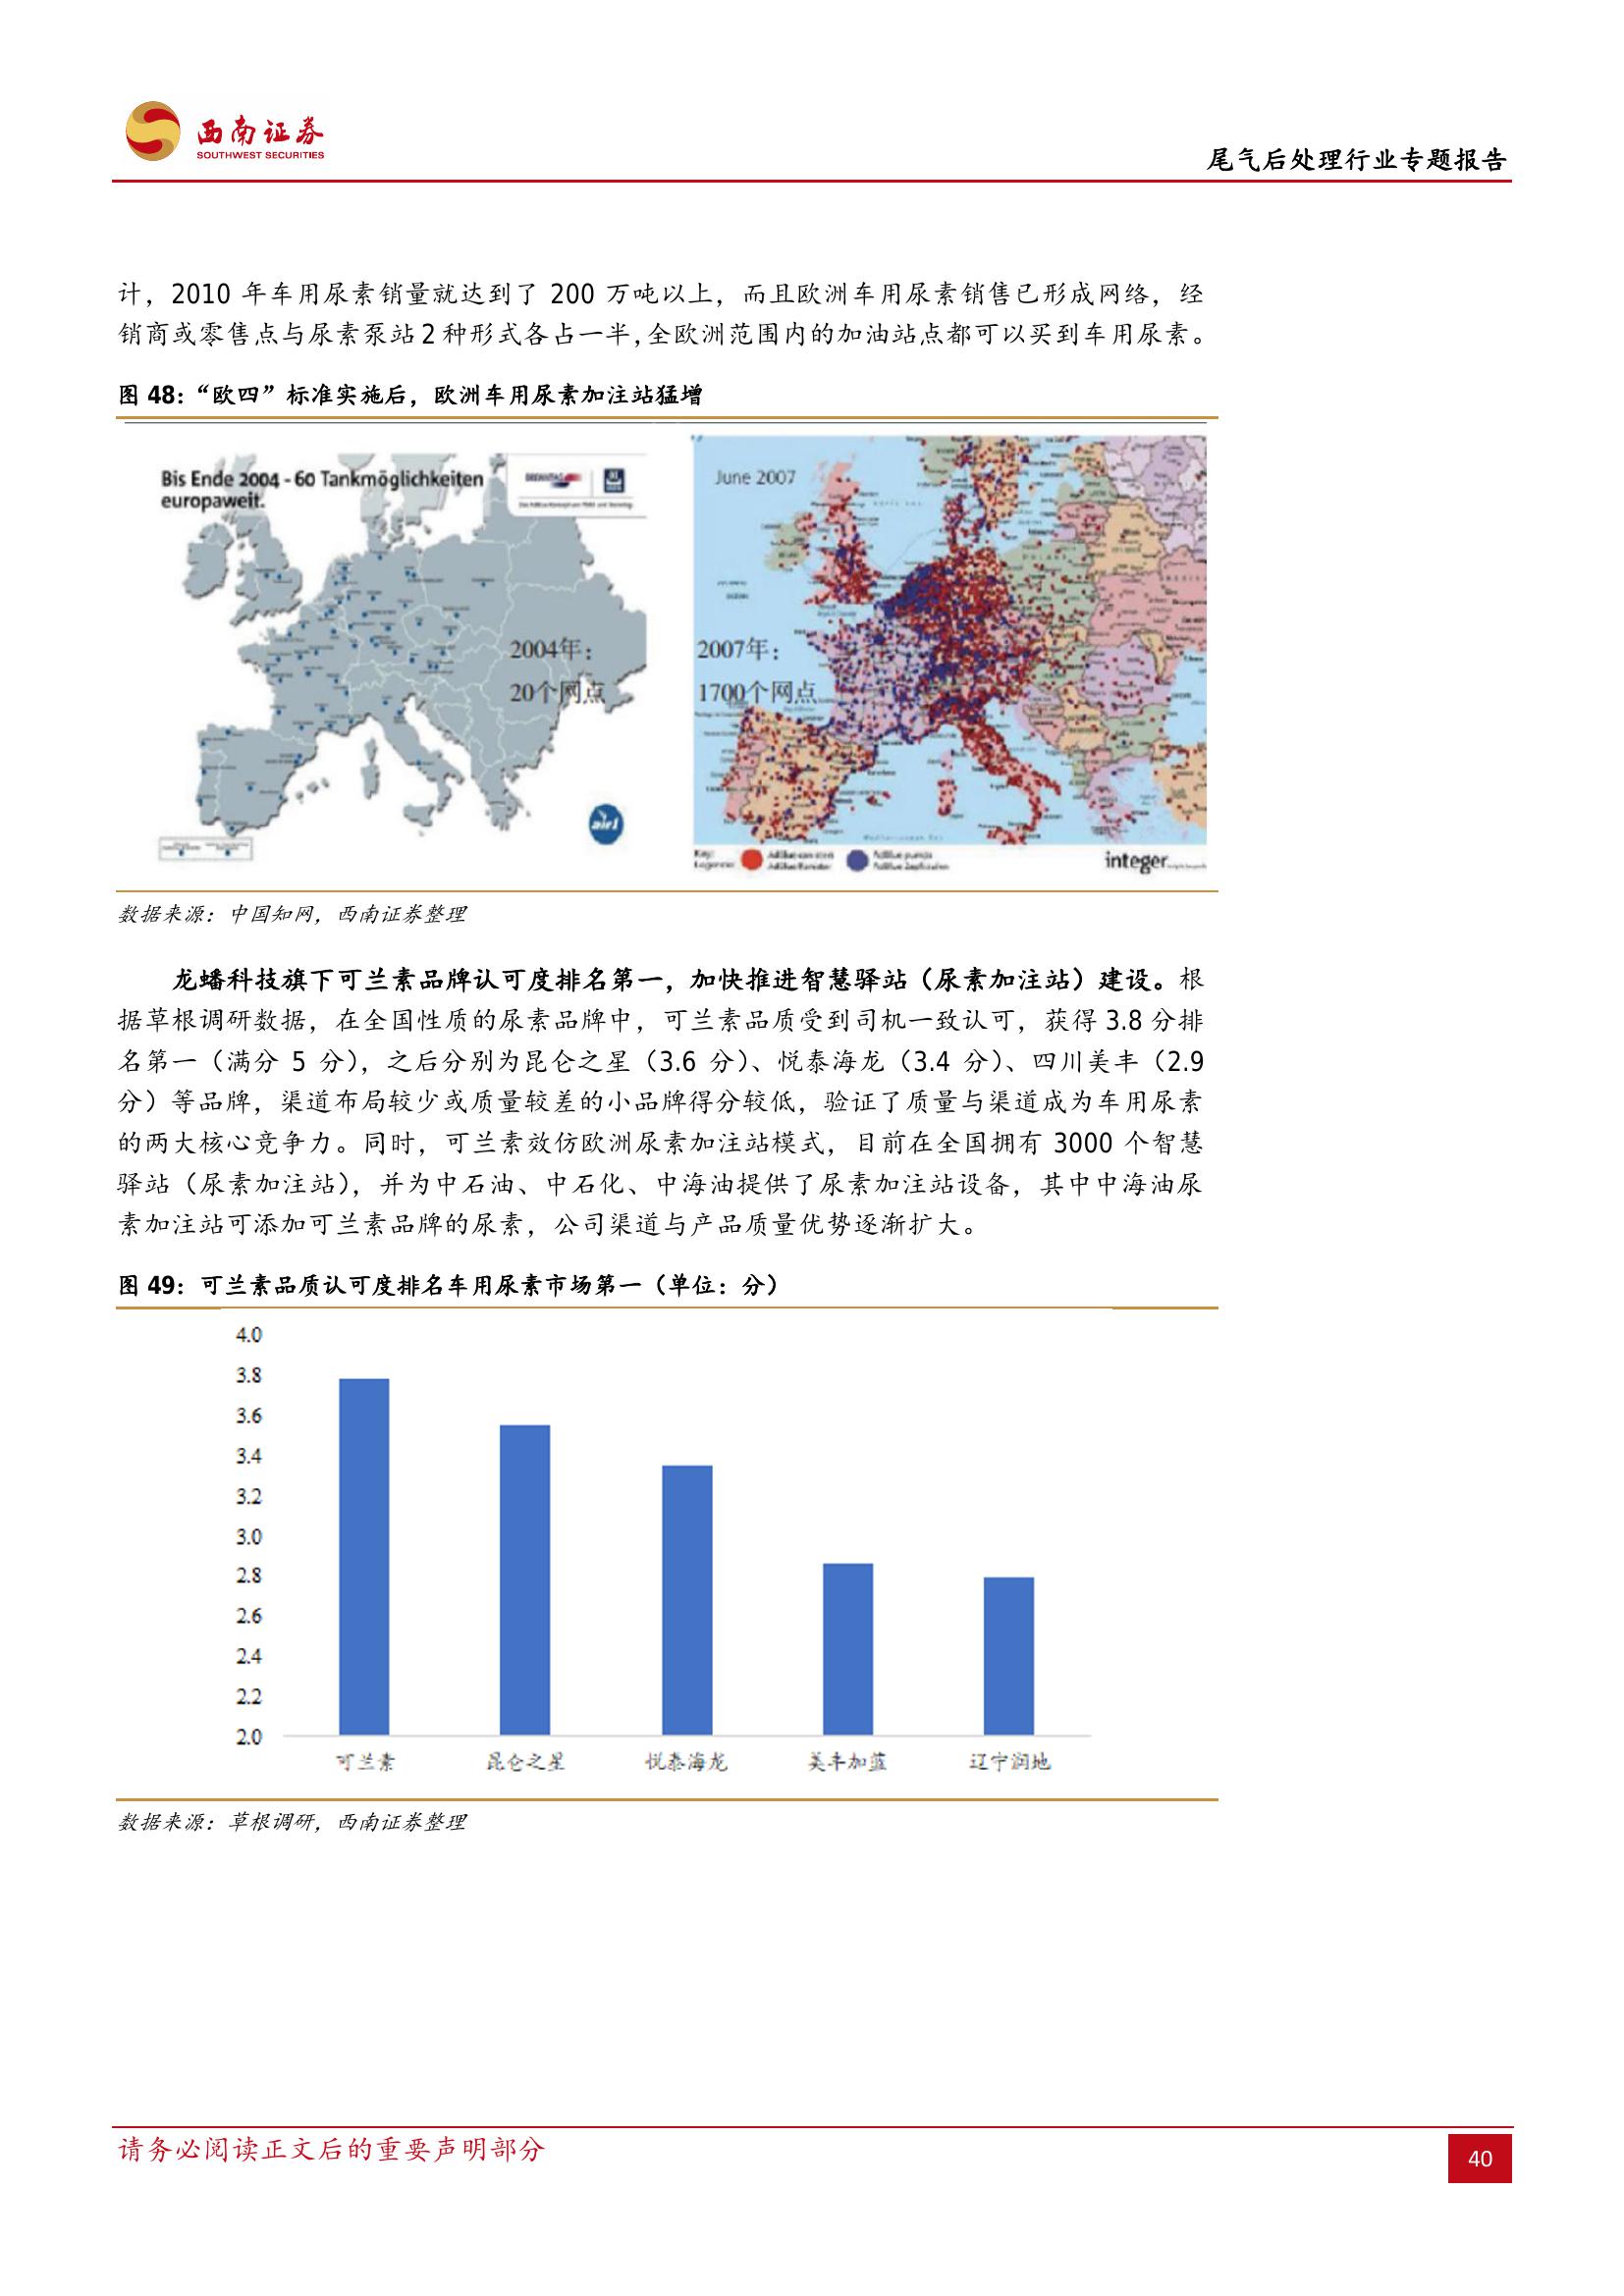 西南证券
SOUTHWEST SECURITIES
尾气后处理行业专题报告
计，2010 年车用尿素销量就达到了 200 万吨以上，而且欧洲车用尿素销售已形成网络，经
销商或零售点与尿素泵站 2 种形式各占一半，全欧洲范围内的加油站点都可以买到车用尿素。
图 48：“欧四”标准实施后，欧洲车用尿素加注站猛增
Bis Ende 2004 - 60 Tankmöglichkeiten
europaweit.
2004年：
20个网点
June 2007
2007年：
1700个网点
integer
数据来源：中国知网，西南证券整理
龙蟠科技旗下可兰素品牌认可度排名第一，加快推进智慧驿站（尿素加注站）建设。根
据草根调研数据，在全国性质的尿素品牌中，可兰素品质受到司机一致认可，获得 3.8 分排
名第一（满分 5 分），之后分别为昆仑之星（3.6 分）、悦泰海龙（3.4 分）、四川美丰（2.9
分）等品牌，渠道布局较少或质量较差的小品牌得分较低，验证了质量与渠道成为车用尿素
的两大核心竞争力。同时，可兰素效仿欧洲尿素加注站模式，目前在全国拥有 3000 个智慧
驿站（尿素加注站），并为中石油、中石化、中海油提供了尿素加注站设备，其中中海油尿
素加注站可添加可兰素品牌的尿素，公司渠道与产品质量优势逐渐扩大。
图 49：可兰素品质认可度排名车用尿素市场第一（单位：分）
4.0
3.8
3.6
3.4
3.2
3.0
2.8
2.6
2.4
2.2
2.0
可兰素 昆仑之星 悦泰海龙 美丰加蓝 辽宁润地
数据来源：草根调研，西南证券整理
请务必阅读正文后的重要声明部分
40